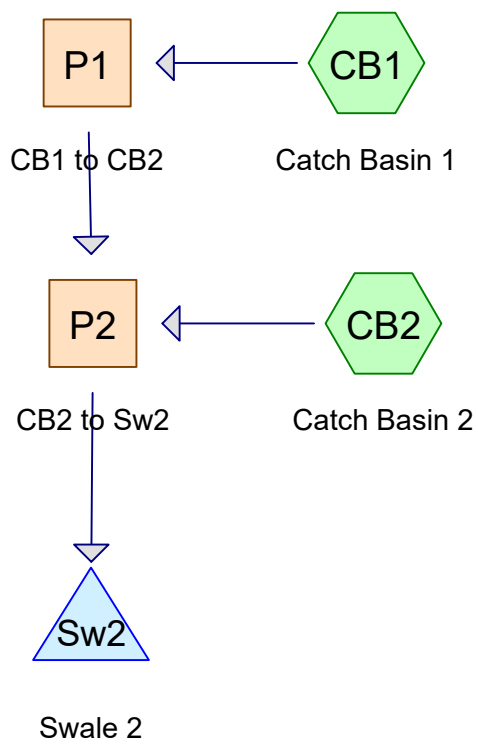 P1
CB1
CB1 to CB2
Catch Basin 1
P2
CB2
CB2 to Sw2
Catch Basin 2
Sw2
Swale 2